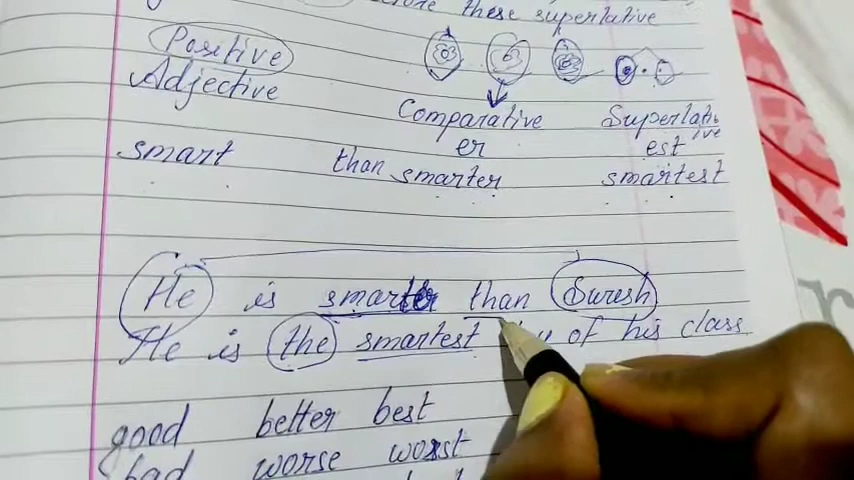 before these superlative
Positive
Adjective
Comparative Superlative
er est
smart than smarter smartest
He is smarter than Suresh
He is the smartest of his class
good better best
bad worse worst